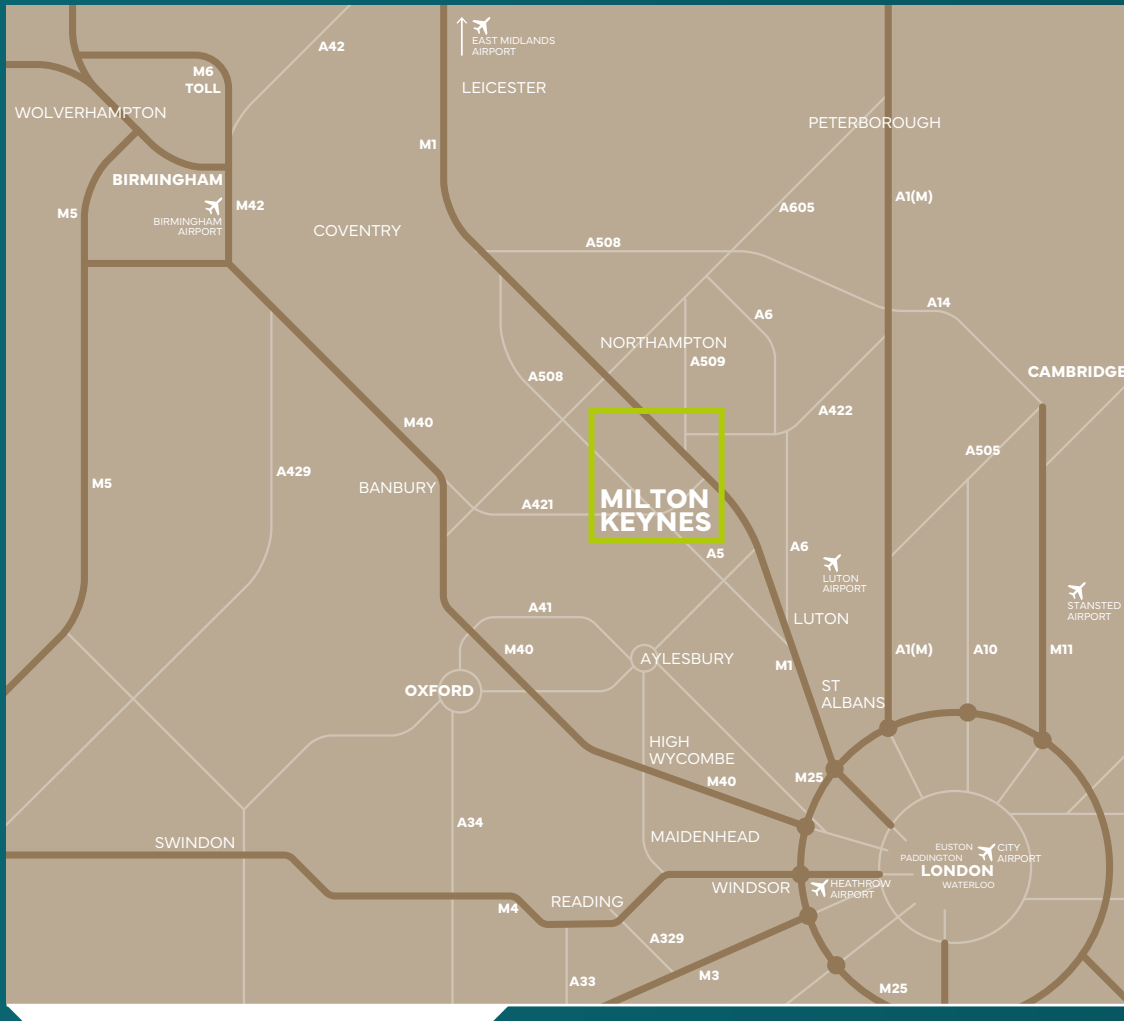 EAST MIDLANDS
AIRPORT
A42
M6
TOLL
LEICESTER
WOLVERHAMPTON
PETERBOROUGH
M1
BIRMINGHAM
A1(M)
M42
A605
M5
BIRMINGHAM
AIRPORT
COVENTRY
A508
A14
A6
NORTHAMPTON
A509
CAMBRIDGE
A508
A422
M40
A505
A429
M5
BANBURY
MILTON
KEYNES
A421
A5
A6
LUTON
AIRPORT
STANSTED
AIRPORT
A41
LUTON
M40
AYLESBURY
A1(M)
A10
M11
M1
OXFORD
ST
ALBANS
HIGH
WYCOMBE
M40
M25
A34
MAIDENHEAD
SWINDON
EUSTON
CITY
AIRPORT
PADDINGTON
LONDON
WATERLOO
WINDSOR
HEATHROW
AIRPORT
READING
M4
A329
M3
A33
M25